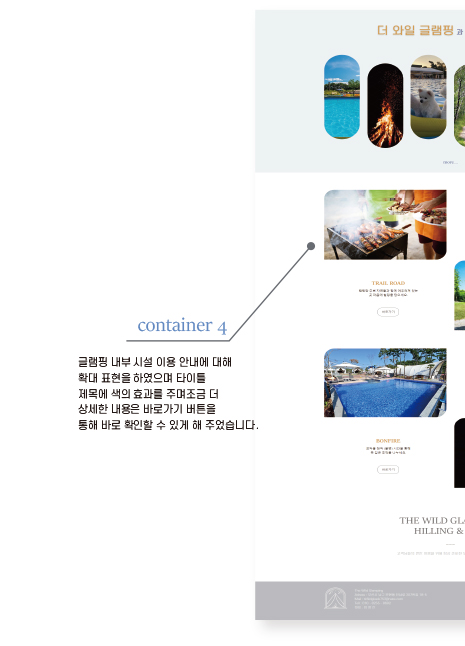 더 와일 글램핑 과
TRAIL ROAD
바로가기
container 4
글램핑 내부 시설 이용 안내에 대해
확대 표현을 하였으며 타이틀
제목에 색의 효과를 주며조금 더
상세한 내용은 바로가기 버튼을
통해 바로 확인할 수 있게 해 주었습니다.
BONFIRE
바로가기
THE WILD GLA
HILLING &